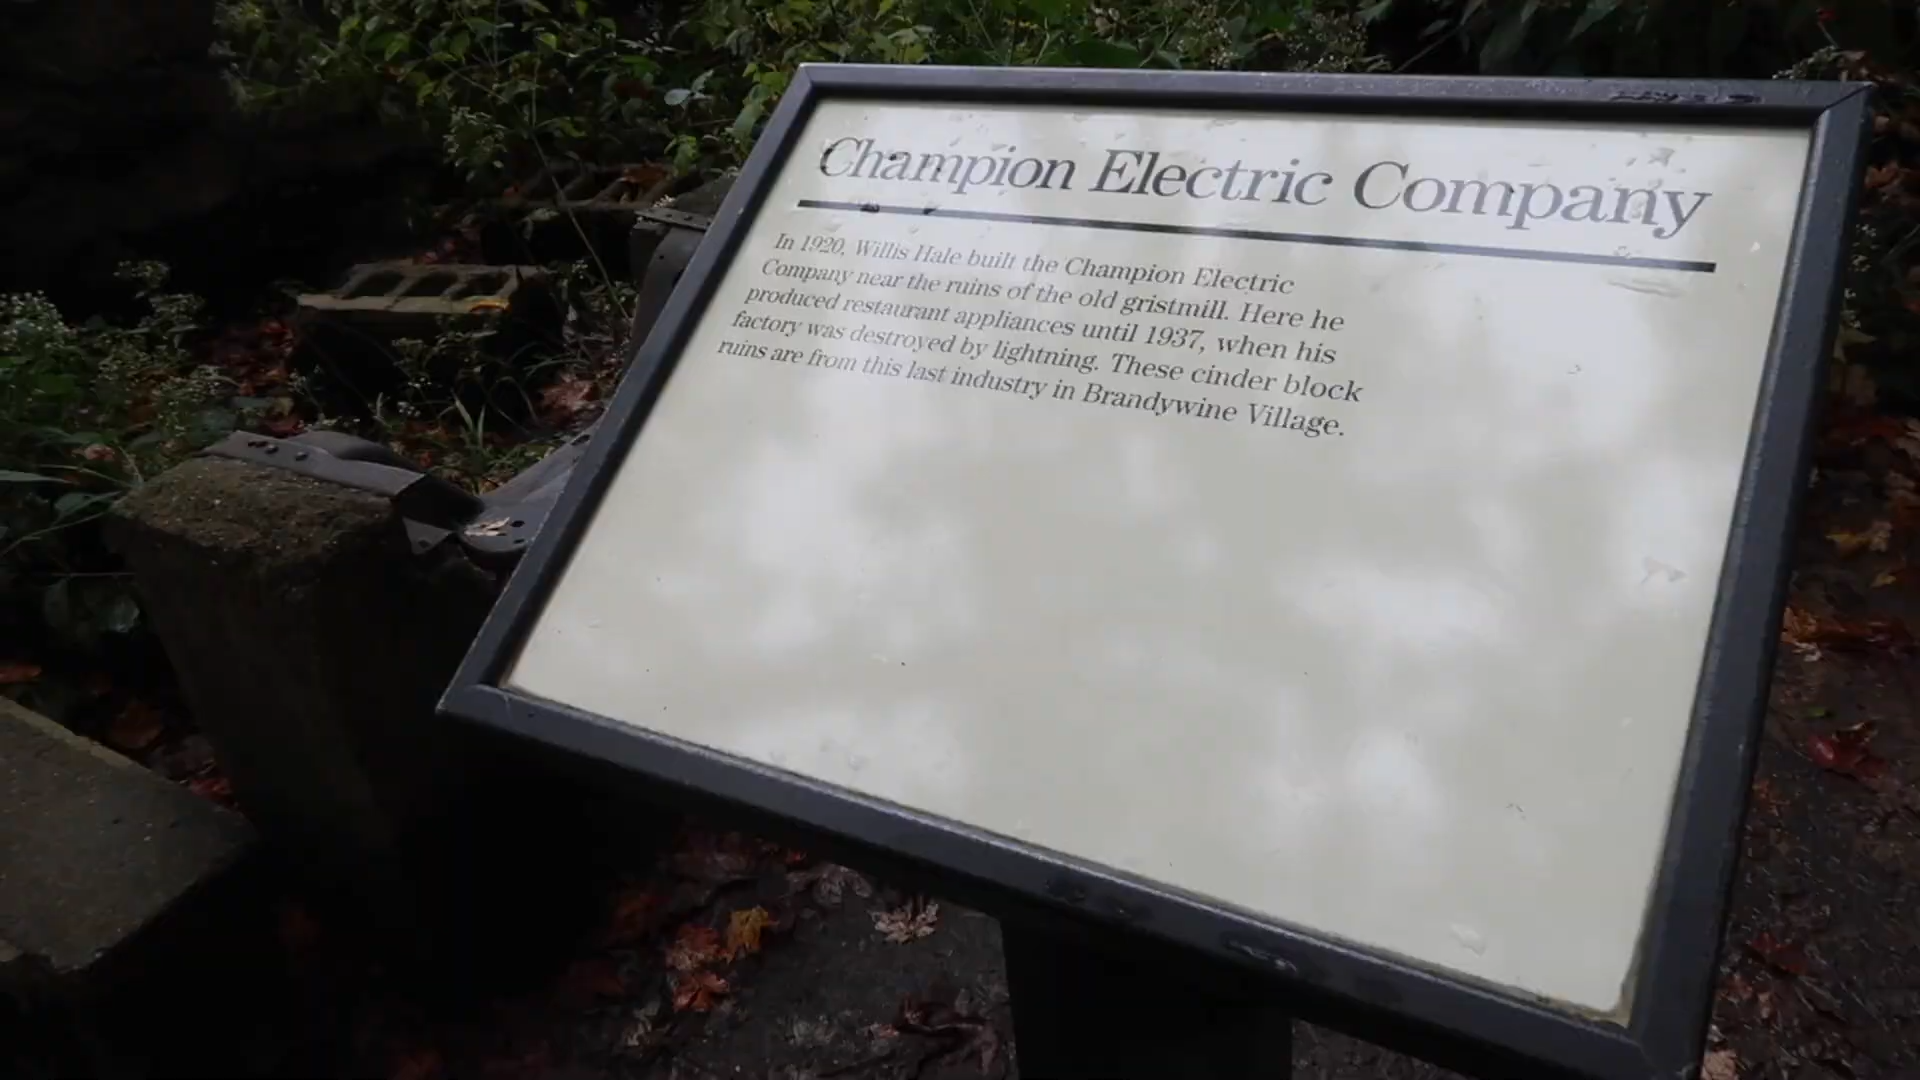 Champion Electric Company
In 1920, Willis Hale built the Champion Electric
Company near the ruins of the old gristmill. Here he
produced restaurant appliances until 1937, when his
factory was destroyed by lightning. These cinder block
ruins are from this last industry in Brandywine Village.